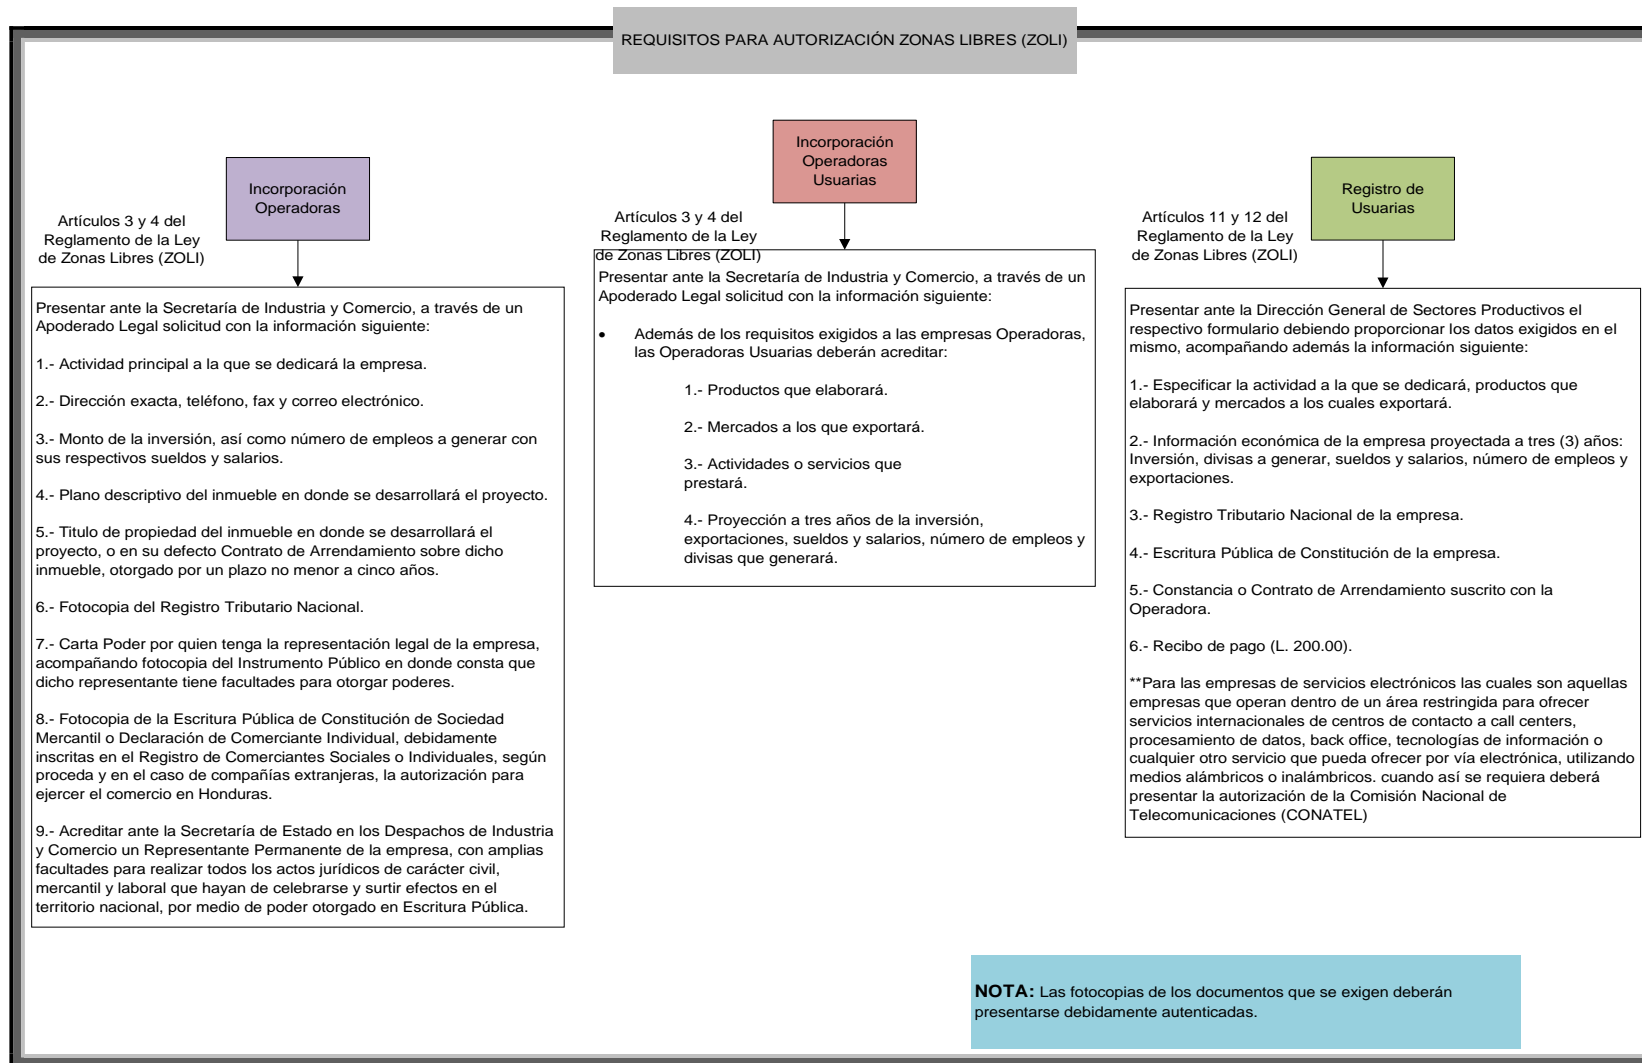 REQUISITOS PARA AUTORIZACIÓN ZONAS LIBRES (ZOLI)
Incorporación
Operadoras
Artículos 3 y 4 del
Reglamento de la Ley
de Zonas Libres (ZOLI)
Presentar ante la Secretaría de Industria y Comercio, a través de un
Apoderado Legal solicitud con la información siguiente:
1.- Actividad principal a la que se dedicará la empresa.
2.- Dirección exacta, teléfono, fax y correo electrónico.
3.- Monto de la inversión, así como número de empleos a generar con
sus respectivos sueldos y salarios.
4.- Plano descriptivo del inmueble en donde se desarrollará el proyecto.
5.- Titulo de propiedad del inmueble en donde se desarrollará el
proyecto, o en su defecto Contrato de Arrendamiento sobre dicho
inmueble, otorgado por un plazo no menor a cinco años.
6.- Fotocopia del Registro Tributario Nacional.
7.- Carta Poder por quien tenga la representación legal de la empresa,
acompañando fotocopia del Instrumento Público en donde consta que
dicho representante tiene facultades para otorgar poderes.
8.- Fotocopia de la Escritura Pública de Constitución de Sociedad
Mercantil o Declaración de Comerciante Individual, debidamente
inscritas en el Registro de Comerciantes Sociales o Individuales, según
proceda y en el caso de compañías extranjeras, la autorización para
ejercer el comercio en Honduras.
9.- Acreditar ante la Secretaría de Estado en los Despachos de Industria
y Comercio un Representante Permanente de la empresa, con amplias
facultades para realizar todos los actos jurídicos de carácter civil,
mercantil y laboral que hayan de celebrarse y surtir efectos en el
territorio nacional, por medio de poder otorgado en Escritura Pública.
Incorporación
Operadoras
Usuarias
Artículos 3 y 4 del
Reglamento de la Ley
de Zonas Libres (ZOLI)
Presentar ante la Secretaría de Industria y Comercio, a través de un
Apoderado Legal solicitud con la información siguiente:
• Además de los requisitos exigidos a las empresas Operadoras,
las Operadoras Usuarias deberán acreditar:
1.- Productos que elaborará.
2.- Mercados a los que exportará.
3.- Actividades o servicios que
prestará.
4.- Proyección a tres años de la inversión,
exportaciones, sueldos y salarios, número de empleos y
divisas que generará.
Registro de
Usuarias
Artículos 11 y 12 del
Reglamento de la Ley
de Zonas Libres (ZOLI)
Presentar ante la Dirección General de Sectores Productivos el
respectivo formulario debiendo proporcionar los datos exigidos en el
mismo, acompañando además la información siguiente:
1.- Especificar la actividad a la que se dedicará, productos que
elaborará y mercados a los cuales exportará.
2.- Información económica de la empresa proyectada a tres (3) años:
Inversión, divisas a generar, sueldos y salarios, número de empleos y
exportaciones.
3.- Registro Tributario Nacional de la empresa.
4.- Escritura Pública de Constitución de la empresa.
5.- Constancia o Contrato de Arrendamiento suscrito con la
Operadora.
6.- Recibo de pago (L. 200.00).
**Para las empresas de servicios electrónicos las cuales son aquellas
empresas que operan dentro de un área restringida para ofrecer
servicios internacionales de centros de contacto a call centers,
procesamiento de datos, back office, tecnologías de información o
cualquier otro servicio que pueda ofrecer por vía electrónica, utilizando
medios alámbricos o inalámbricos. cuando así se requiera deberá
presentar la autorización de la Comisión Nacional de
Telecomunicaciones (CONATEL)
NOTA: Las fotocopias de los documentos que se exigen deberán
presentarse debidamente autenticadas.